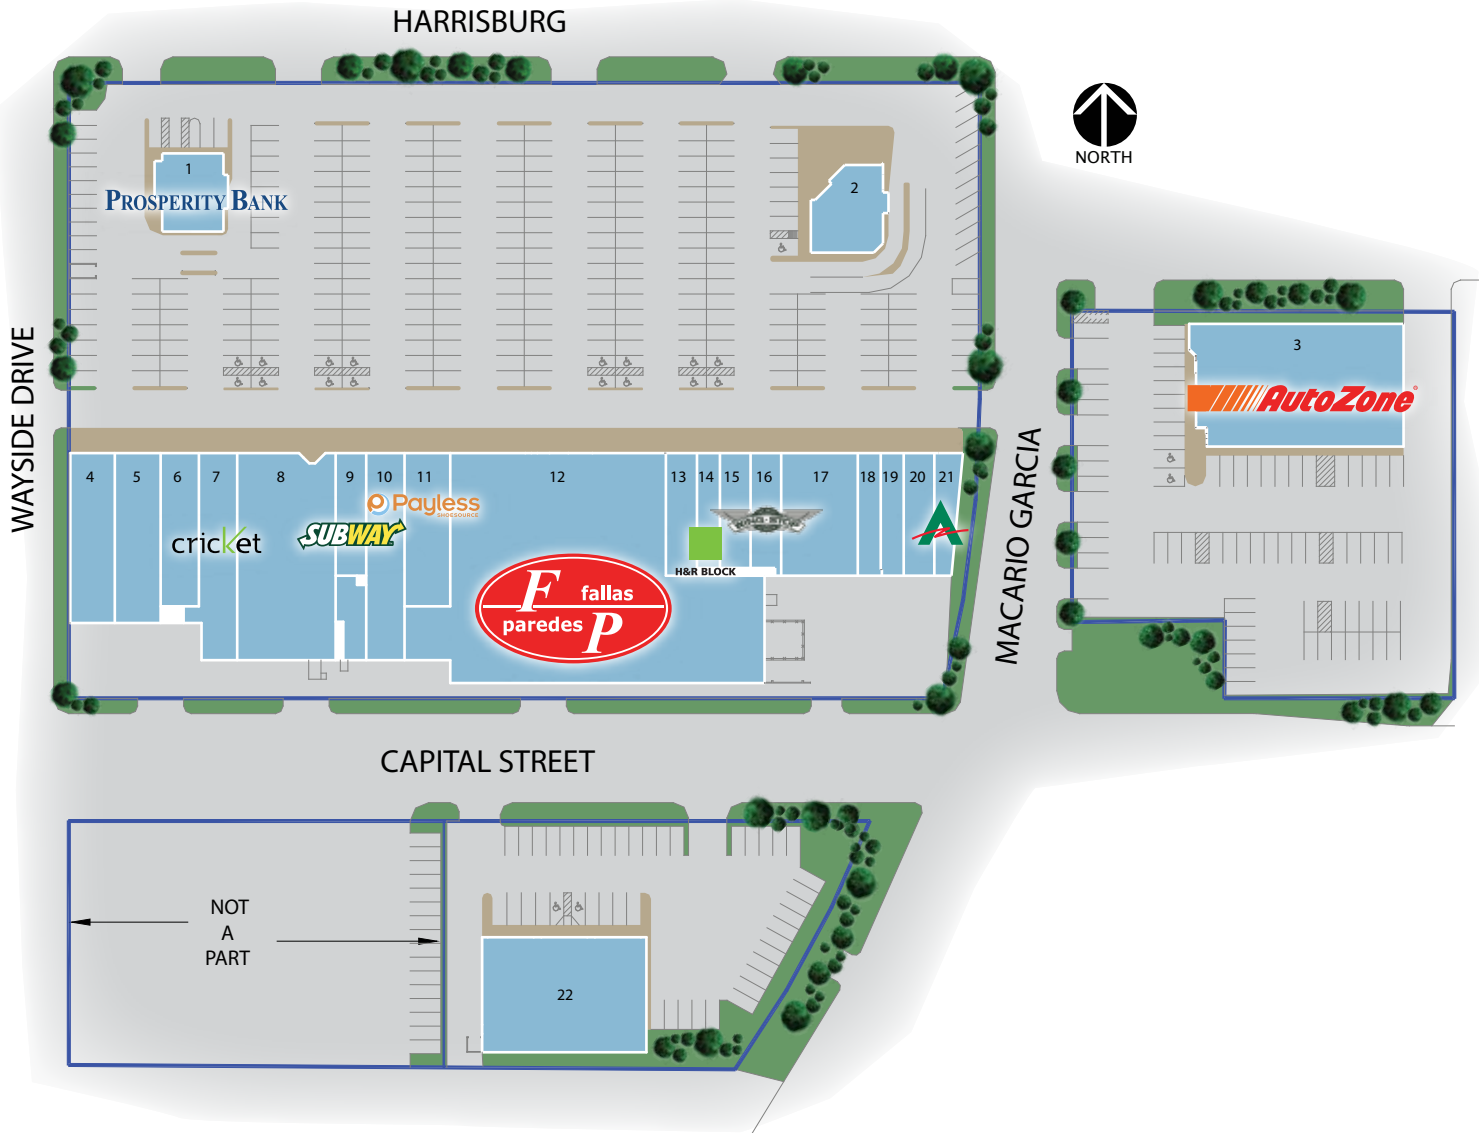 HARRISBURG
NORTH
1
PROSPERITY BANK
2
WAYSIDE DRIVE
3
AutoZone
MACARIO GARCIA
4 5 6 7 8 9 10 11 12 13 14 15 16 17 18 19 20 21
Payless
SHOESOURCE
cricket
SUBWAY
H&R BLOCK
F fallas
paredes P
CAPITAL STREET
NOT
A
PART
22